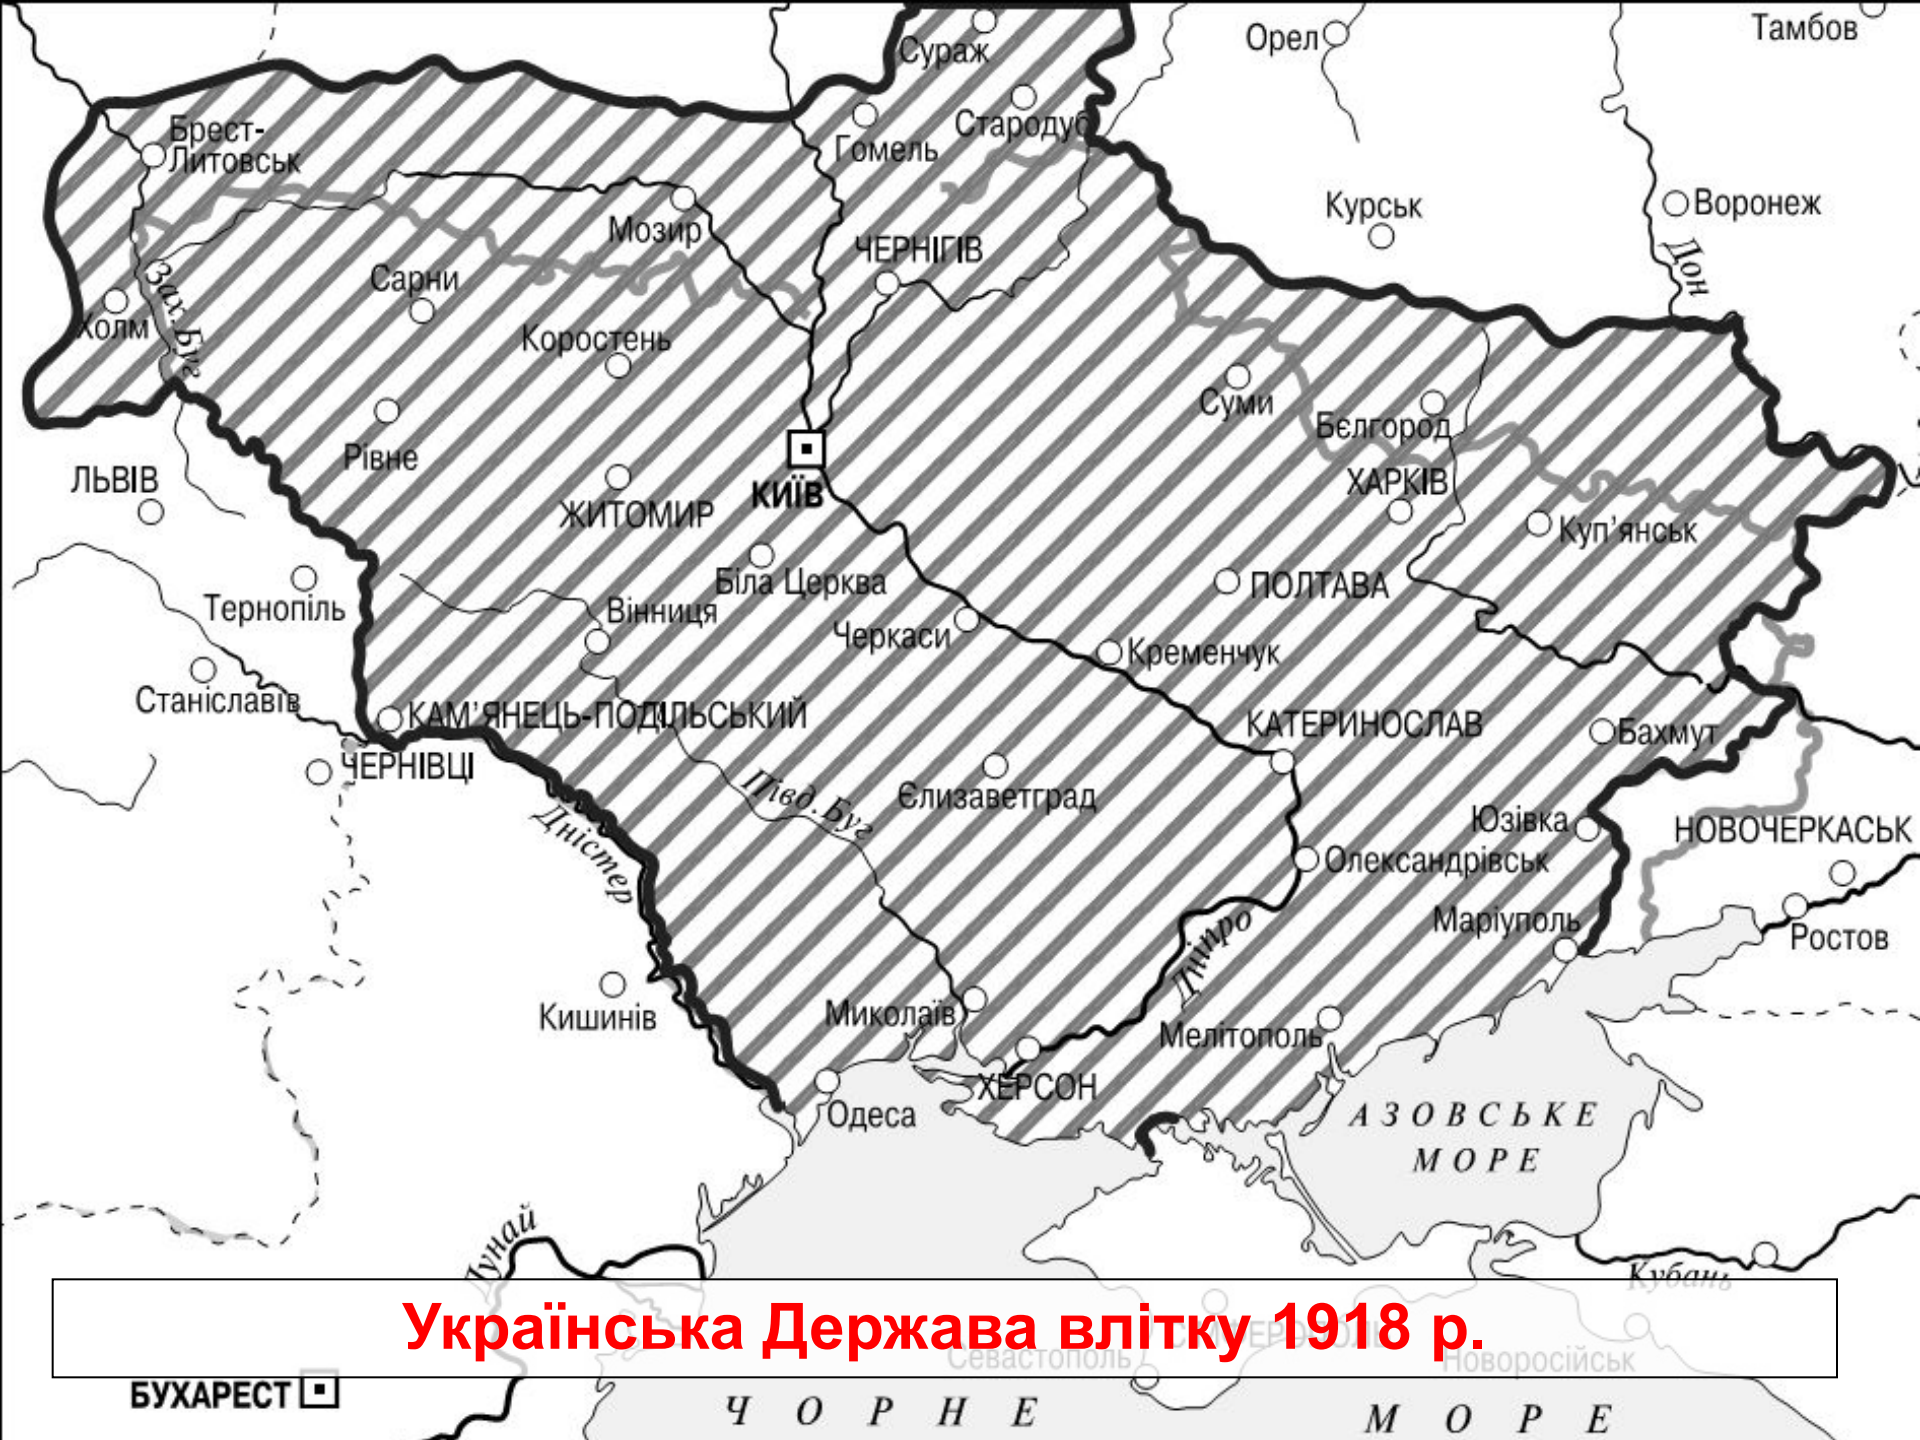 Сураж
Орел
Тамбов
Брест-
Литовськ
Гомель
Стародуб
Мозир
ЧЕРНІГІВ
Курськ
Воронеж
Дон
Сарни
Зах. Буг
Холм
Коростень
Суми
Бєлгород
Рівне
ЛЬВІВ
ЖИТОМИР
КИЇВ
ХАРКІВ
Куп’янськ
Тернопіль
Вінниця
Біла Церква
Черкаси
ПОЛТАВА
Кременчук
Станіславів
КАМ’ЯНЕЦЬ-ПОДІЛЬСЬКИЙ
КАТЕРИНОСЛАВ
Бахмут
ЧЕРНІВЦІ
Півд. Буг
Єлизаветград
Дністер
Юзівка
НОВОЧЕРКАСЬК
Олександрівськ
Маріуполь
Ростов
Дніпро
Кишинів
Миколаїв
Мелітополь
ХЕРСОН
Одеса
АЗОВСЬКЕ
МОРЕ
Дунай
Кубань
Українська Держава влітку 1918 р.
СІМФЕРОПОЛЬ
Севастополь
Новоросійськ
БУХАРЕСТ
ЧОРНЕ МОРЕ